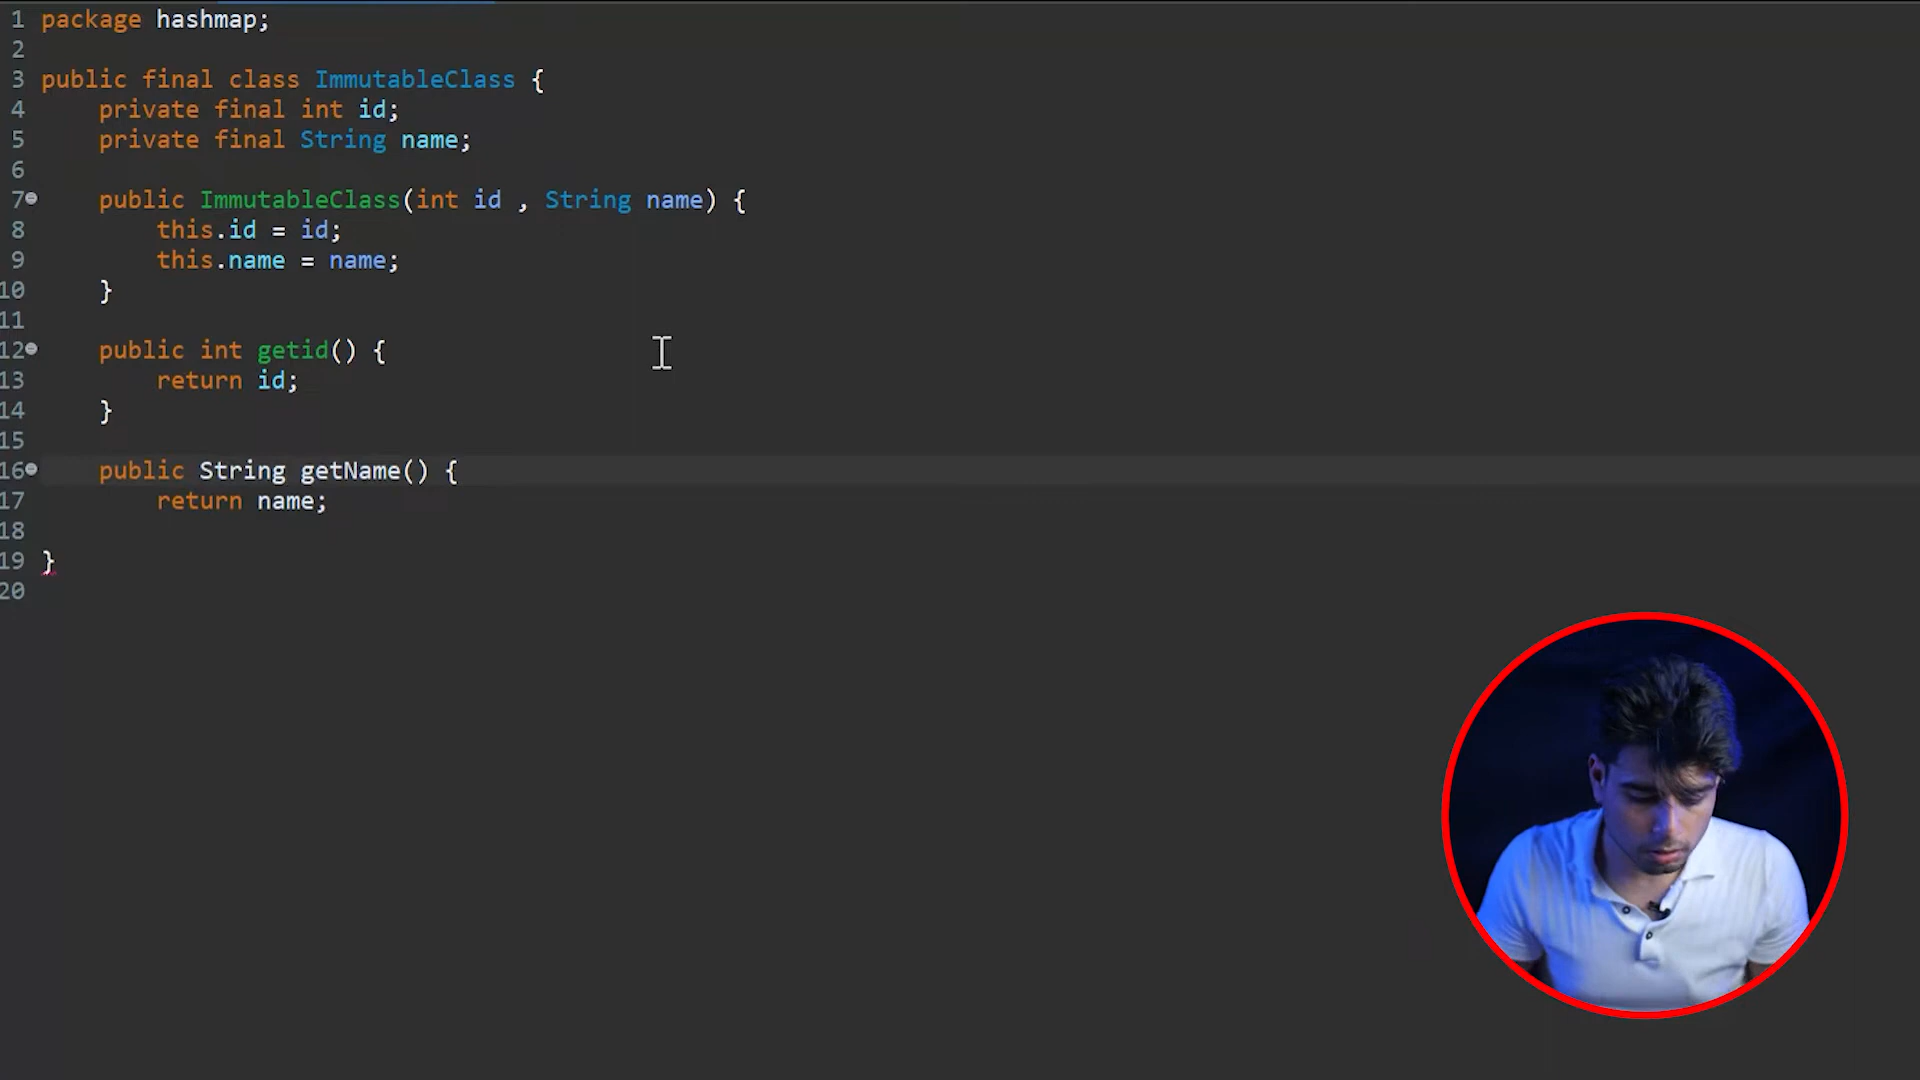 1 package hashmap;
2
3 public final class ImmutableClass {
4     private final int id;
5     private final String name;
6
7     public ImmutableClass(int id , String name) {
8         this.id = id;
9         this.name = name;
10     }
11
12     public int getid() {
13         return id;
14     }
15
16     public String getName() {
17         return name;
18
19 }
20